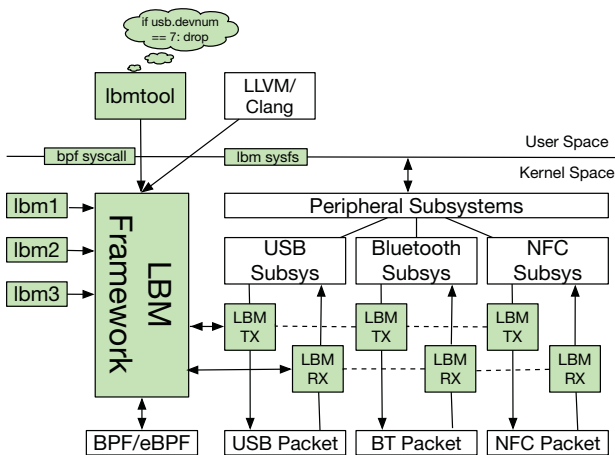 if usb.devnum
== 7: drop
lbmtool
LLVM/
Clang
bpf syscall
lbm sysfs
User Space
Kernel Space
lbm1
lbm2
lbm3
LBM
Framework
Peripheral Subsystems
USB
Subsys
Bluetooth
Subsys
NFC
Subsys
LBM
TX
LBM
TX
LBM
TX
LBM
RX
LBM
RX
LBM
RX
BPF/eBPF
USB Packet
BT Packet
NFC Packet